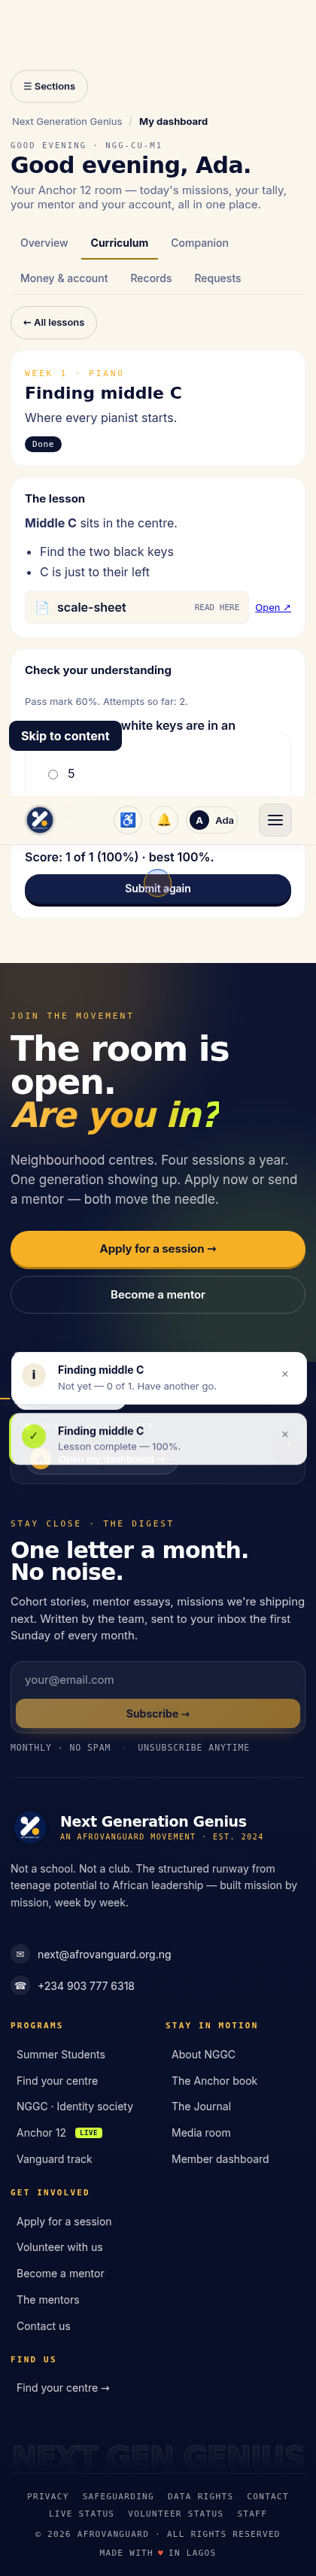 ☰ Sections
Next Generation Genius / My dashboard
GOOD EVENING · NGG-CU-M1
Good evening, Ada.
Your Anchor 12 room — today's missions, your tally,
your mentor and your account, all in one place.
Overview Curriculum Companion
Money & account Records Requests
← All lessons
WEEK 1 · PIANO
Finding middle C
Where every pianist starts.
Done
The lesson
Middle C sits in the centre.
• Find the two black keys
• C is just to their left
scale-sheet READ HERE Open ↗
Check your understanding
Pass mark 60%. Attempts so far: 2.
white keys are in an
Skip to content
5
A Ada
Score: 1 of 1 (100%) · best 100%.
Submit again
JOIN THE MOVEMENT
The room is
open.
Are you in?
Neighbourhood centres. Four sessions a year.
One generation showing up. Apply now or send
a mentor — both move the needle.
Apply for a session →
Become a mentor
Finding middle C ×
Not yet — 0 of 1. Have another go.
Finding middle C ×
Lesson complete — 100%.
Open my dashboard →
STAY CLOSE · THE DIGEST
One letter a month.
No noise.
Cohort stories, mentor essays, missions we're shipping
next. Written by the team, sent to your inbox the first
Sunday of every month.
your@email.com
Subscribe →
MONTHLY · NO SPAM · UNSUBSCRIBE ANYTIME
Next Generation Genius
AN AFROVANGUARD MOVEMENT · EST. 2024
Not a school. Not a club. The structured runway from
teenage potential to African leadership — built mission by
mission, week by week.
✉ next@afrovanguard.org.ng
☎ +234 903 777 6318
PROGRAMS
Summer Students
Find your centre
NGGC · Identity society
Anchor 12 LIVE
Vanguard track
STAY IN MOTION
About NGGC
The Anchor book
The Journal
Media room
Member dashboard
GET INVOLVED
Apply for a session
Volunteer with us
Become a mentor
The mentors
Contact us
FIND US
Find your centre →
NEXT GEN GENIUS
PRIVACY SAFEGUARDING DATA RIGHTS CONTACT
LIVE STATUS VOLUNTEER STATUS STAFF
© 2026 AFROVANGUARD · ALL RIGHTS RESERVED
MADE WITH ♥ IN LAGOS